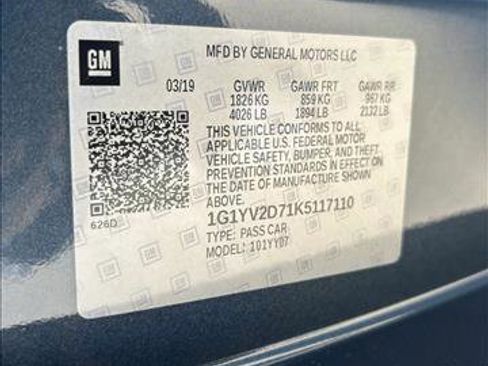 GM
MFD BY GENERAL MOTORS LLC
03/19 GVWR GAWR FRT GAWR RR
1826 KG 859 KG 967 KG
4026 LB 1894 LB 2132 LB
THIS VEHICLE CONFORMS TO ALL
APPLICABLE U.S. FEDERAL MOTOR
VEHICLE SAFETY, BUMPER, AND THEFT
PREVENTION STANDARDS IN EFFECT
ON THE DATE OF MANUFACTURE SHOWN
ABOVE.
1G1YV2D71K5117110
626D
TYPE: PASS CAR
MODEL: 101YY07